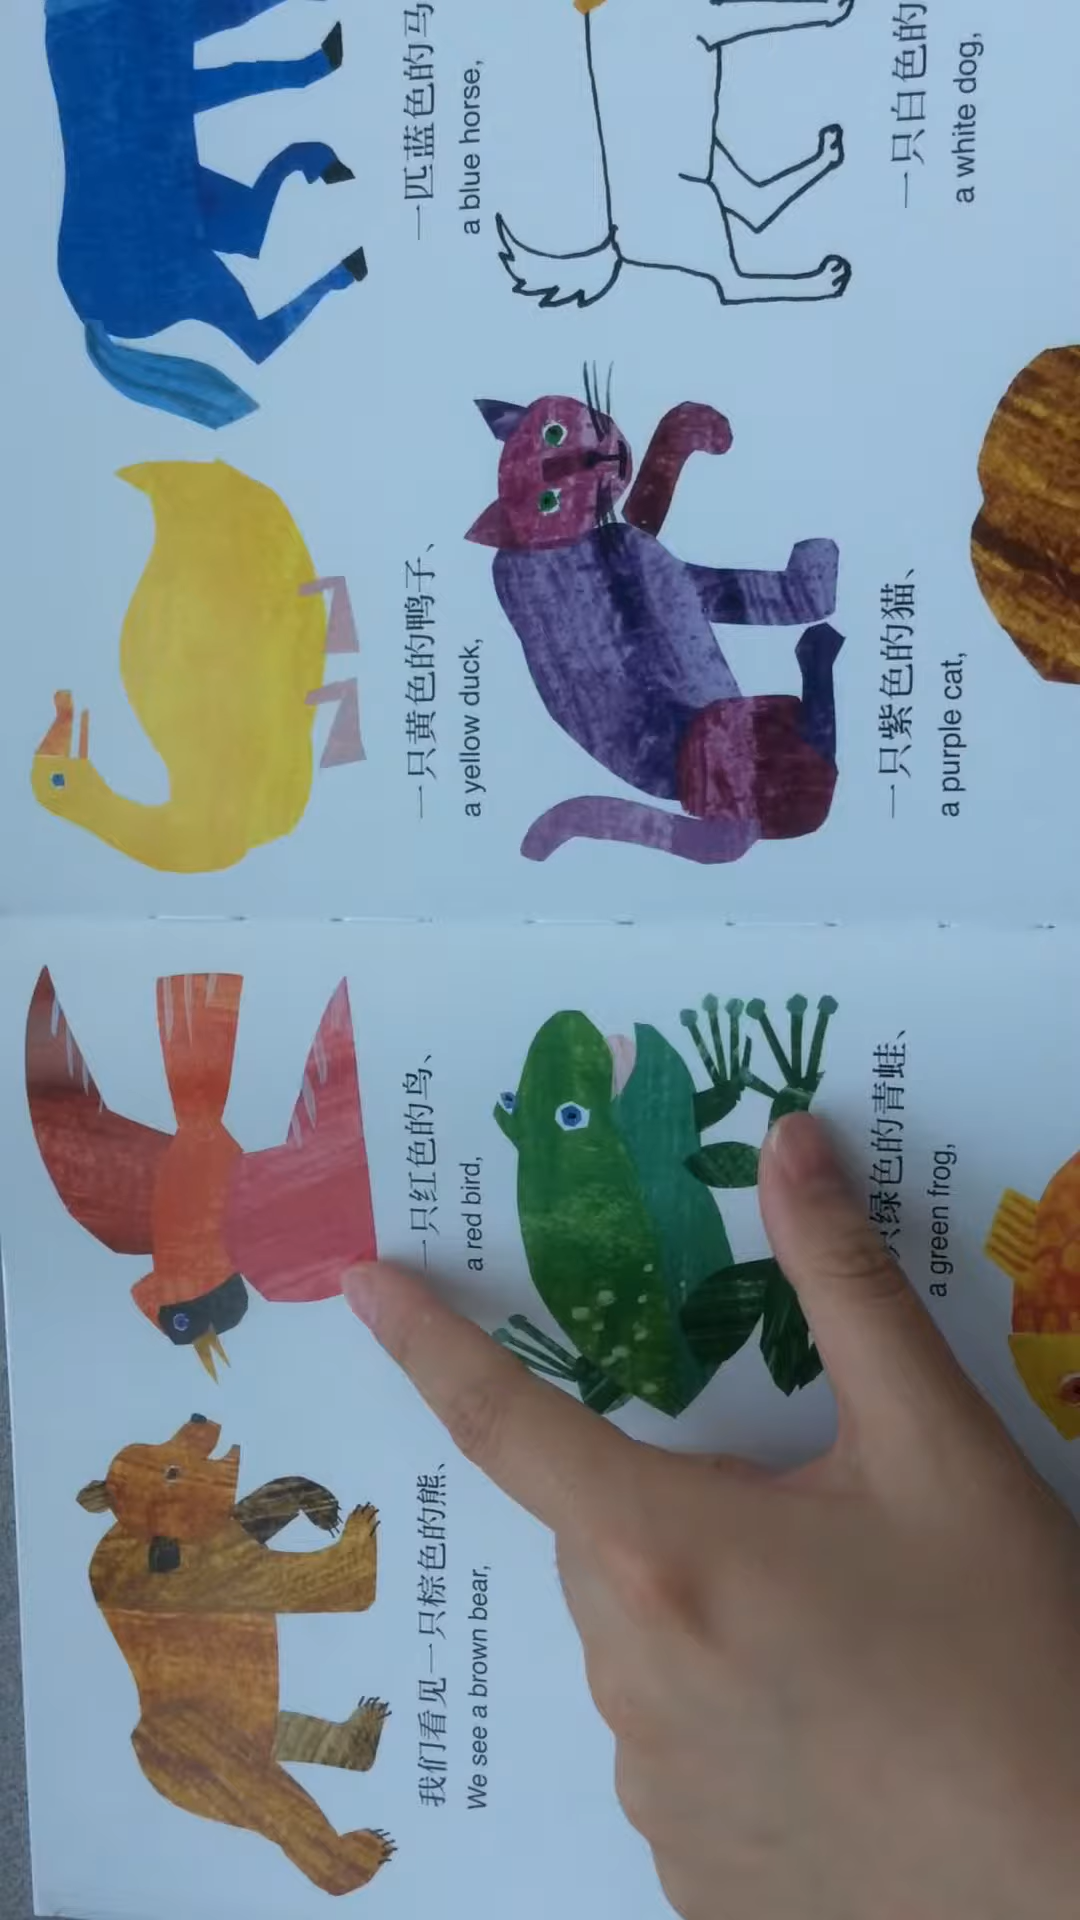 我们看见一只棕色的熊、
We see a brown bear,
一只红色的鸟、
a red bird,
一只黄色的鸭子、
a yellow duck,
一匹蓝色的马
a blue horse,
只绿色的青蛙、
a green frog,
一只紫色的猫、
a purple cat,
一只白色的
a white dog,